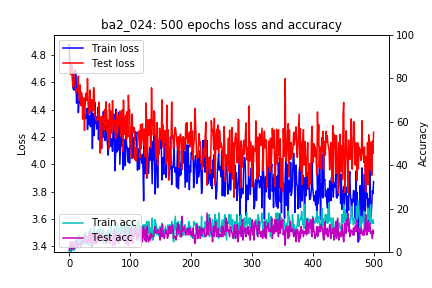 ba2_024: 500 epochs loss and accuracy
Train loss
Test loss
Train acc
Test acc
Loss
4.8
4.6
4.4
4.2
4.0
3.8
3.6
3.4
Accuracy
100
80
60
40
20
0
0
100
200
300
400
500